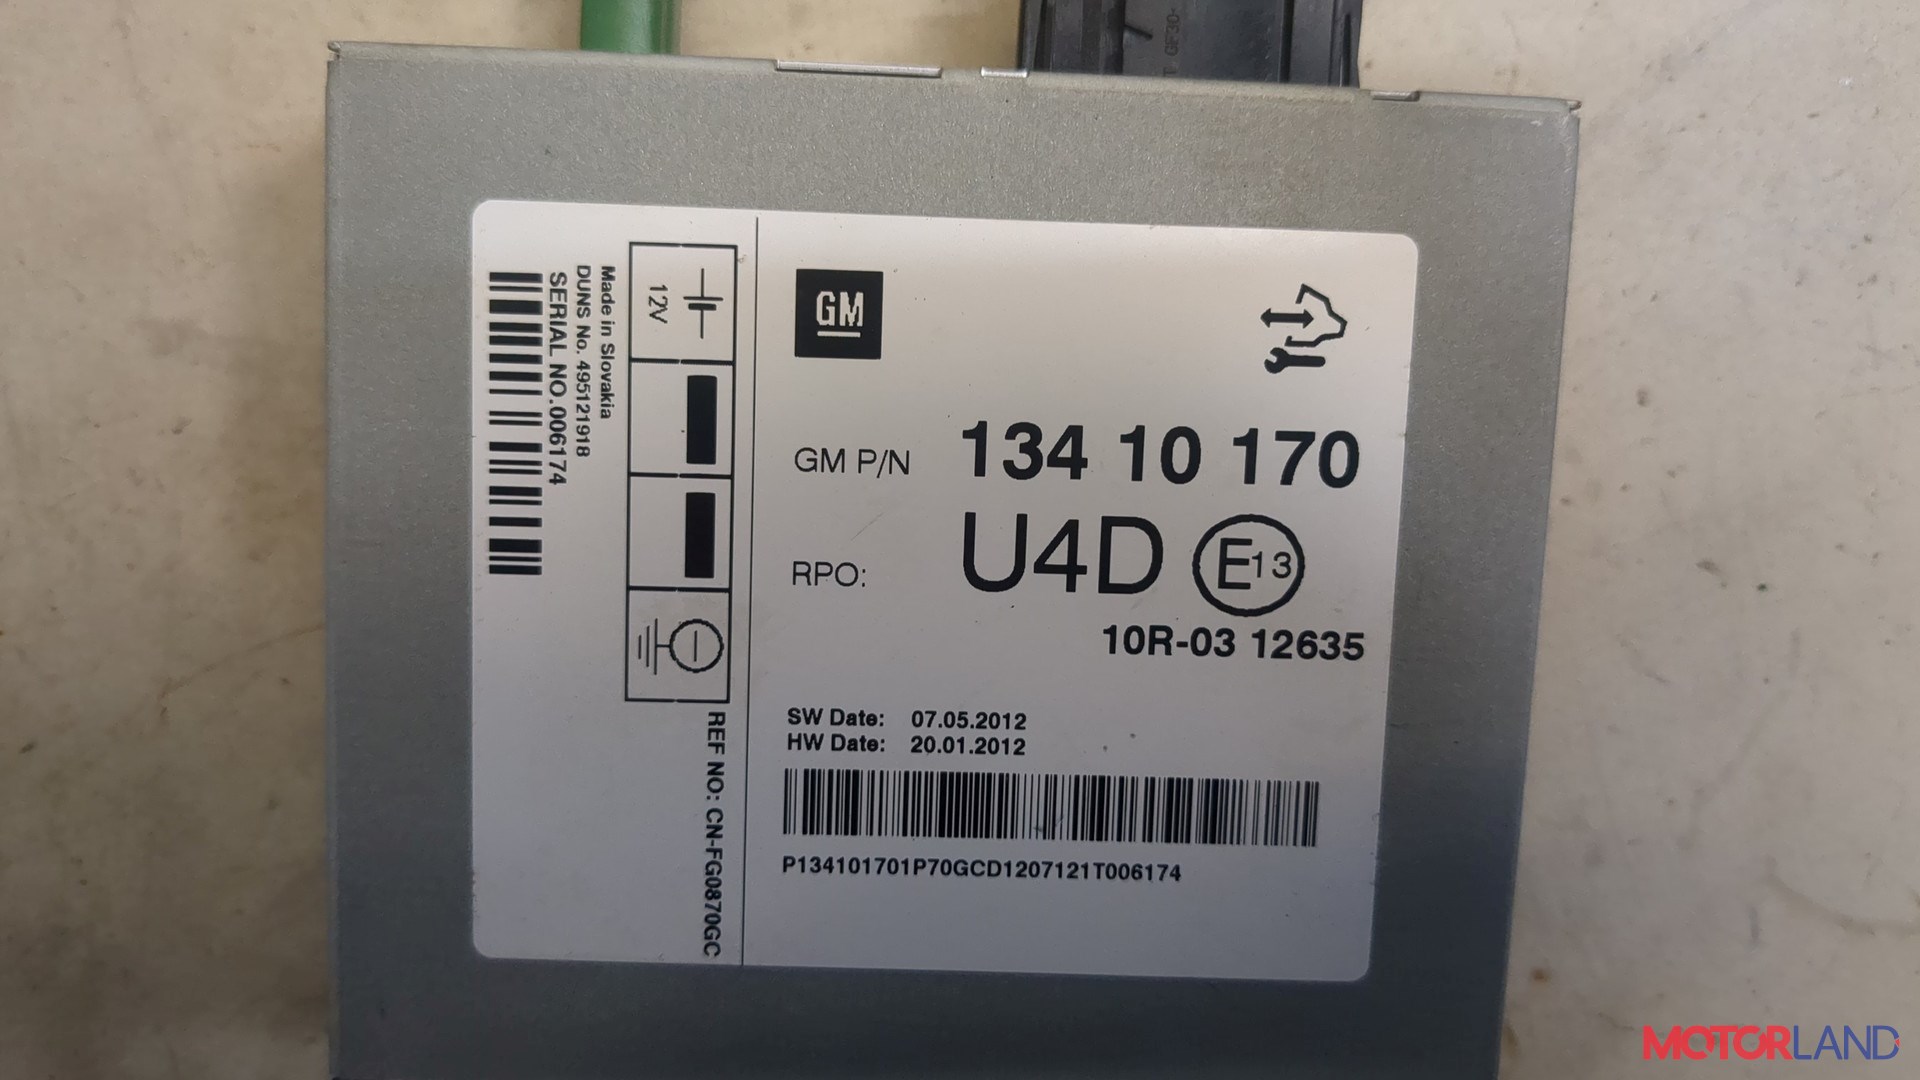 GM
GM P/N 134 10 170
RPO: U4D E13
10R-03 12635
SW Date: 07.05.2012
HW Date: 20.01.2012
P134101701P70GCD1207121T006174
12V
Made in Slovakia
DUNS No. 495121918
SERIAL NO.006174
REF NO: CN-FG0870GC
MOTORLAND